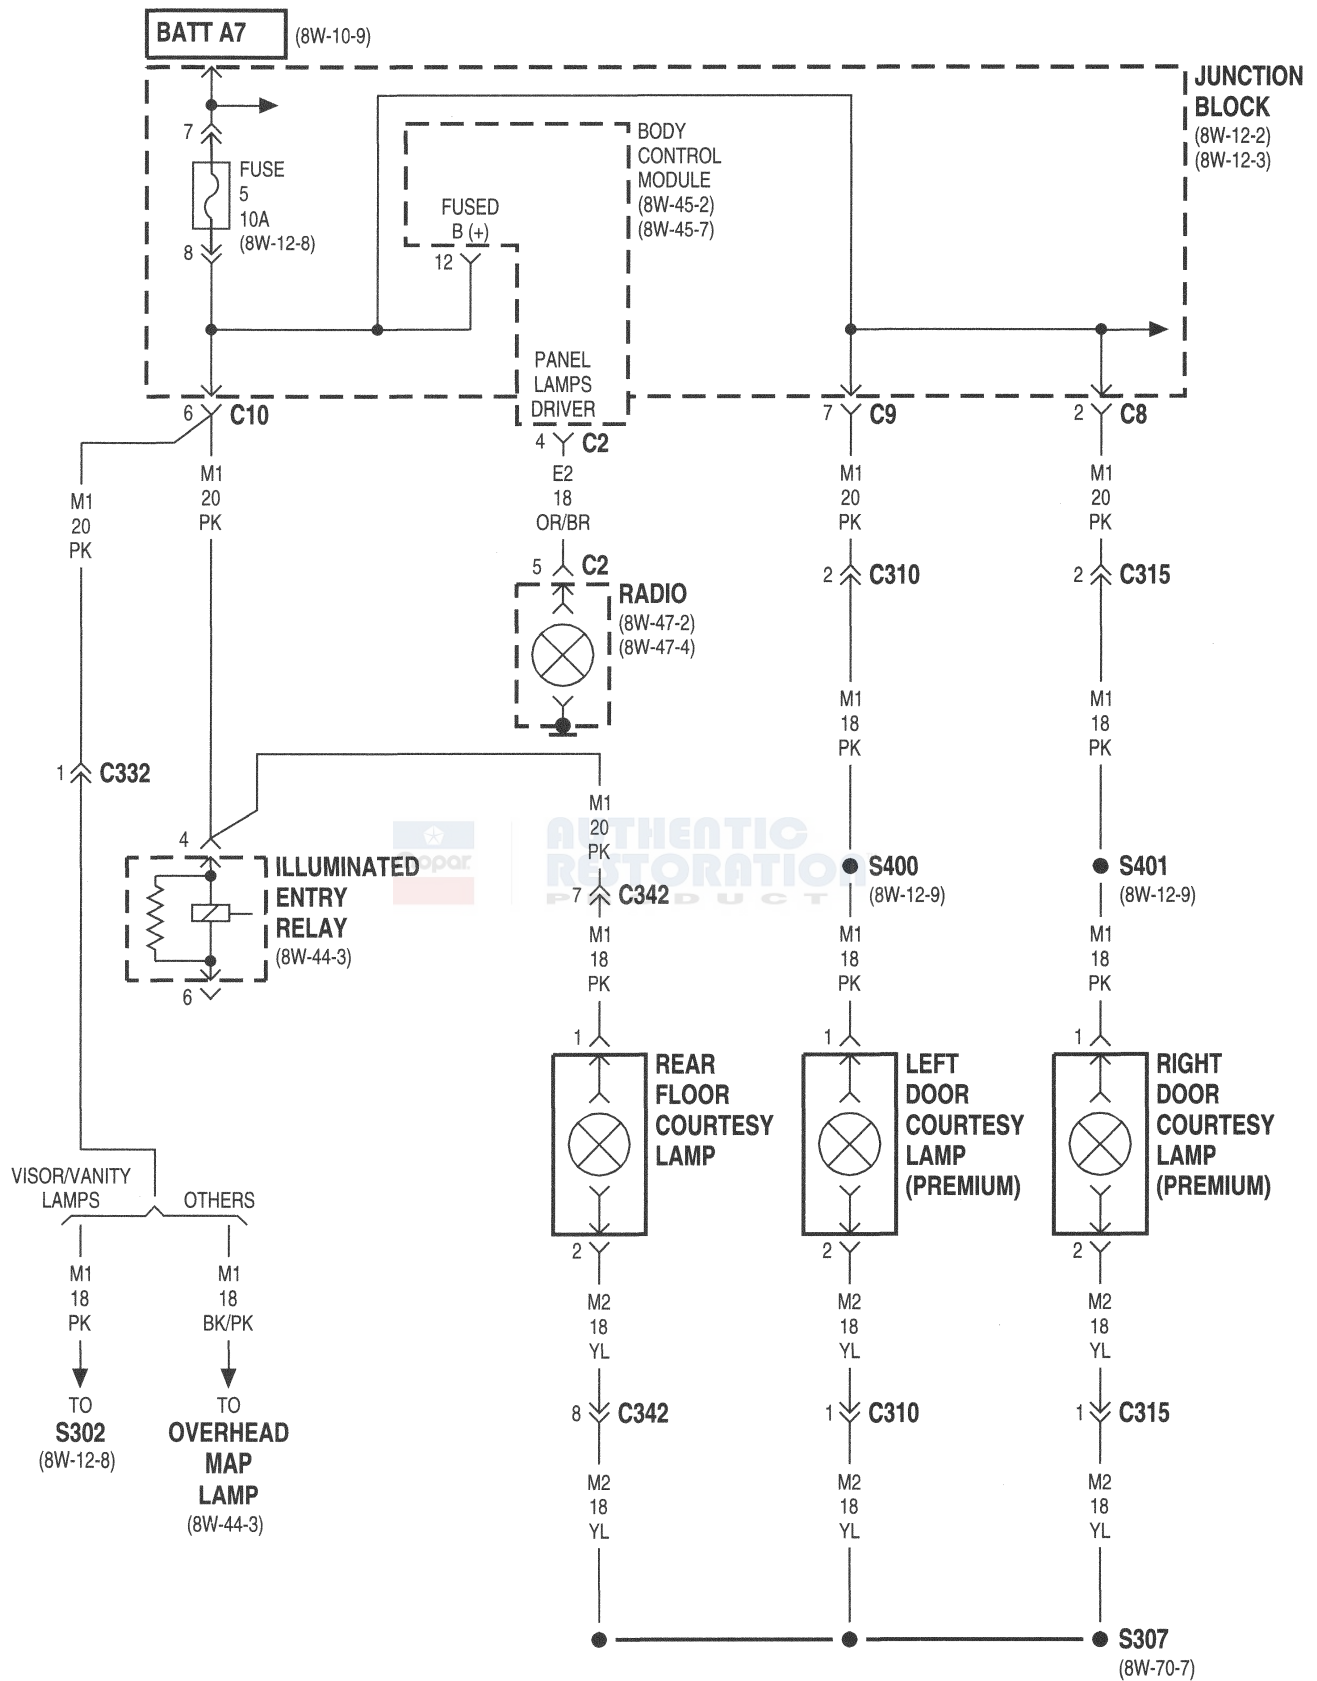 BATT A7
(8W-10-9)
JUNCTION
BLOCK
(8W-12-2)
(8W-12-3)
7
FUSE
5
10A
(8W-12-8)
8
BODY
CONTROL
MODULE
(8W-45-2)
(8W-45-7)
FUSED
B (+)
12
PANEL
LAMPS
DRIVER
6
C10
4
C2
7
C9
2
C8
M1
20
PK
M1
20
PK
E2
18
OR/BR
M1
20
PK
M1
20
PK
5
C2
2
C310
2
C315
RADIO
(8W-47-2)
(8W-47-4)
M1
18
PK
M1
18
PK
1
C332
M1
20
PK
4
ILLUMINATED
ENTRY
RELAY
(8W-44-3)
6
Mopar
AUTHENTIC
RESTORATION
PRODUCT
7
C342
S400
(8W-12-9)
S401
(8W-12-9)
M1
18
PK
M1
18
PK
M1
18
PK
1
REAR
FLOOR
COURTESY
LAMP
2
1
LEFT
DOOR
COURTESY
LAMP
(PREMIUM)
2
1
RIGHT
DOOR
COURTESY
LAMP
(PREMIUM)
2
VISOR/VANITY
LAMPS
OTHERS
M1
18
PK
M1
18
BK/PK
TO
S302
(8W-12-8)
TO
OVERHEAD
MAP
LAMP
(8W-44-3)
M2
18
YL
M2
18
YL
M2
18
YL
8
C342
1
C310
1
C315
M2
18
YL
M2
18
YL
M2
18
YL
S307
(8W-70-7)